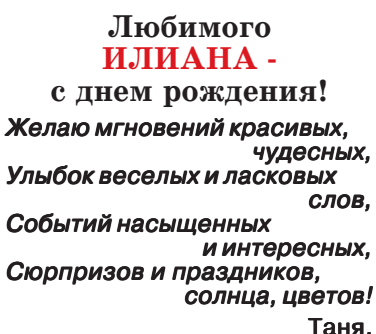 Любимого
ИЛИАНА -
с днем рождения!
Желаю мгновений красивых,
чудесных,
Улыбок веселых и ласковых
слов,
Событий насыщенных
и интересных,
Сюрпризов и праздников,
солнца, цветов!
Таня.